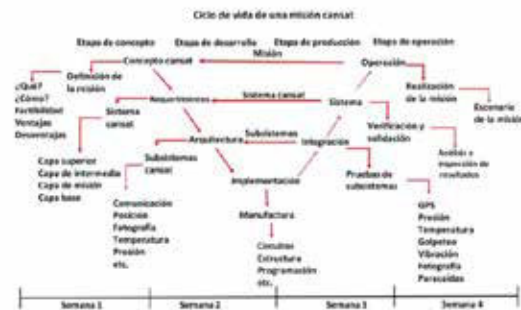 Ciclo de vida de una misión cansat
Etapa de concepto Etapa de desarrollo Etapa de producción Etapa de operación
Misión
Concepto cansat
Operación
Definición de
la misión
¿Qué?
¿Cómo?
Factibilidad
Ventajas
Desventajas
Realización
de la misión
Escenario
de la misión
Requerimientos
Sistema cansat
Sistema
Sistema
cansat
Verificación y
validación
Arquitectura
Subsistemas
Integración
Análisis e
inspección de
resultados
Capa superior
Capa de intermedia
Capa de misión
Capa base
Subsistemas
cansat
Pruebas de
subsistemas
Implementación
Comunicación
Posición
Fotografía
Temperatura
Presión
etc.
Manufactura
Circuitos
Estructura
Programación
etc.
GPS
Presión
Temperatura
Golpeteo
Vibración
Fotografía
Paracaídas
Semana 1 Semana 2 Semana 3 Semana 4